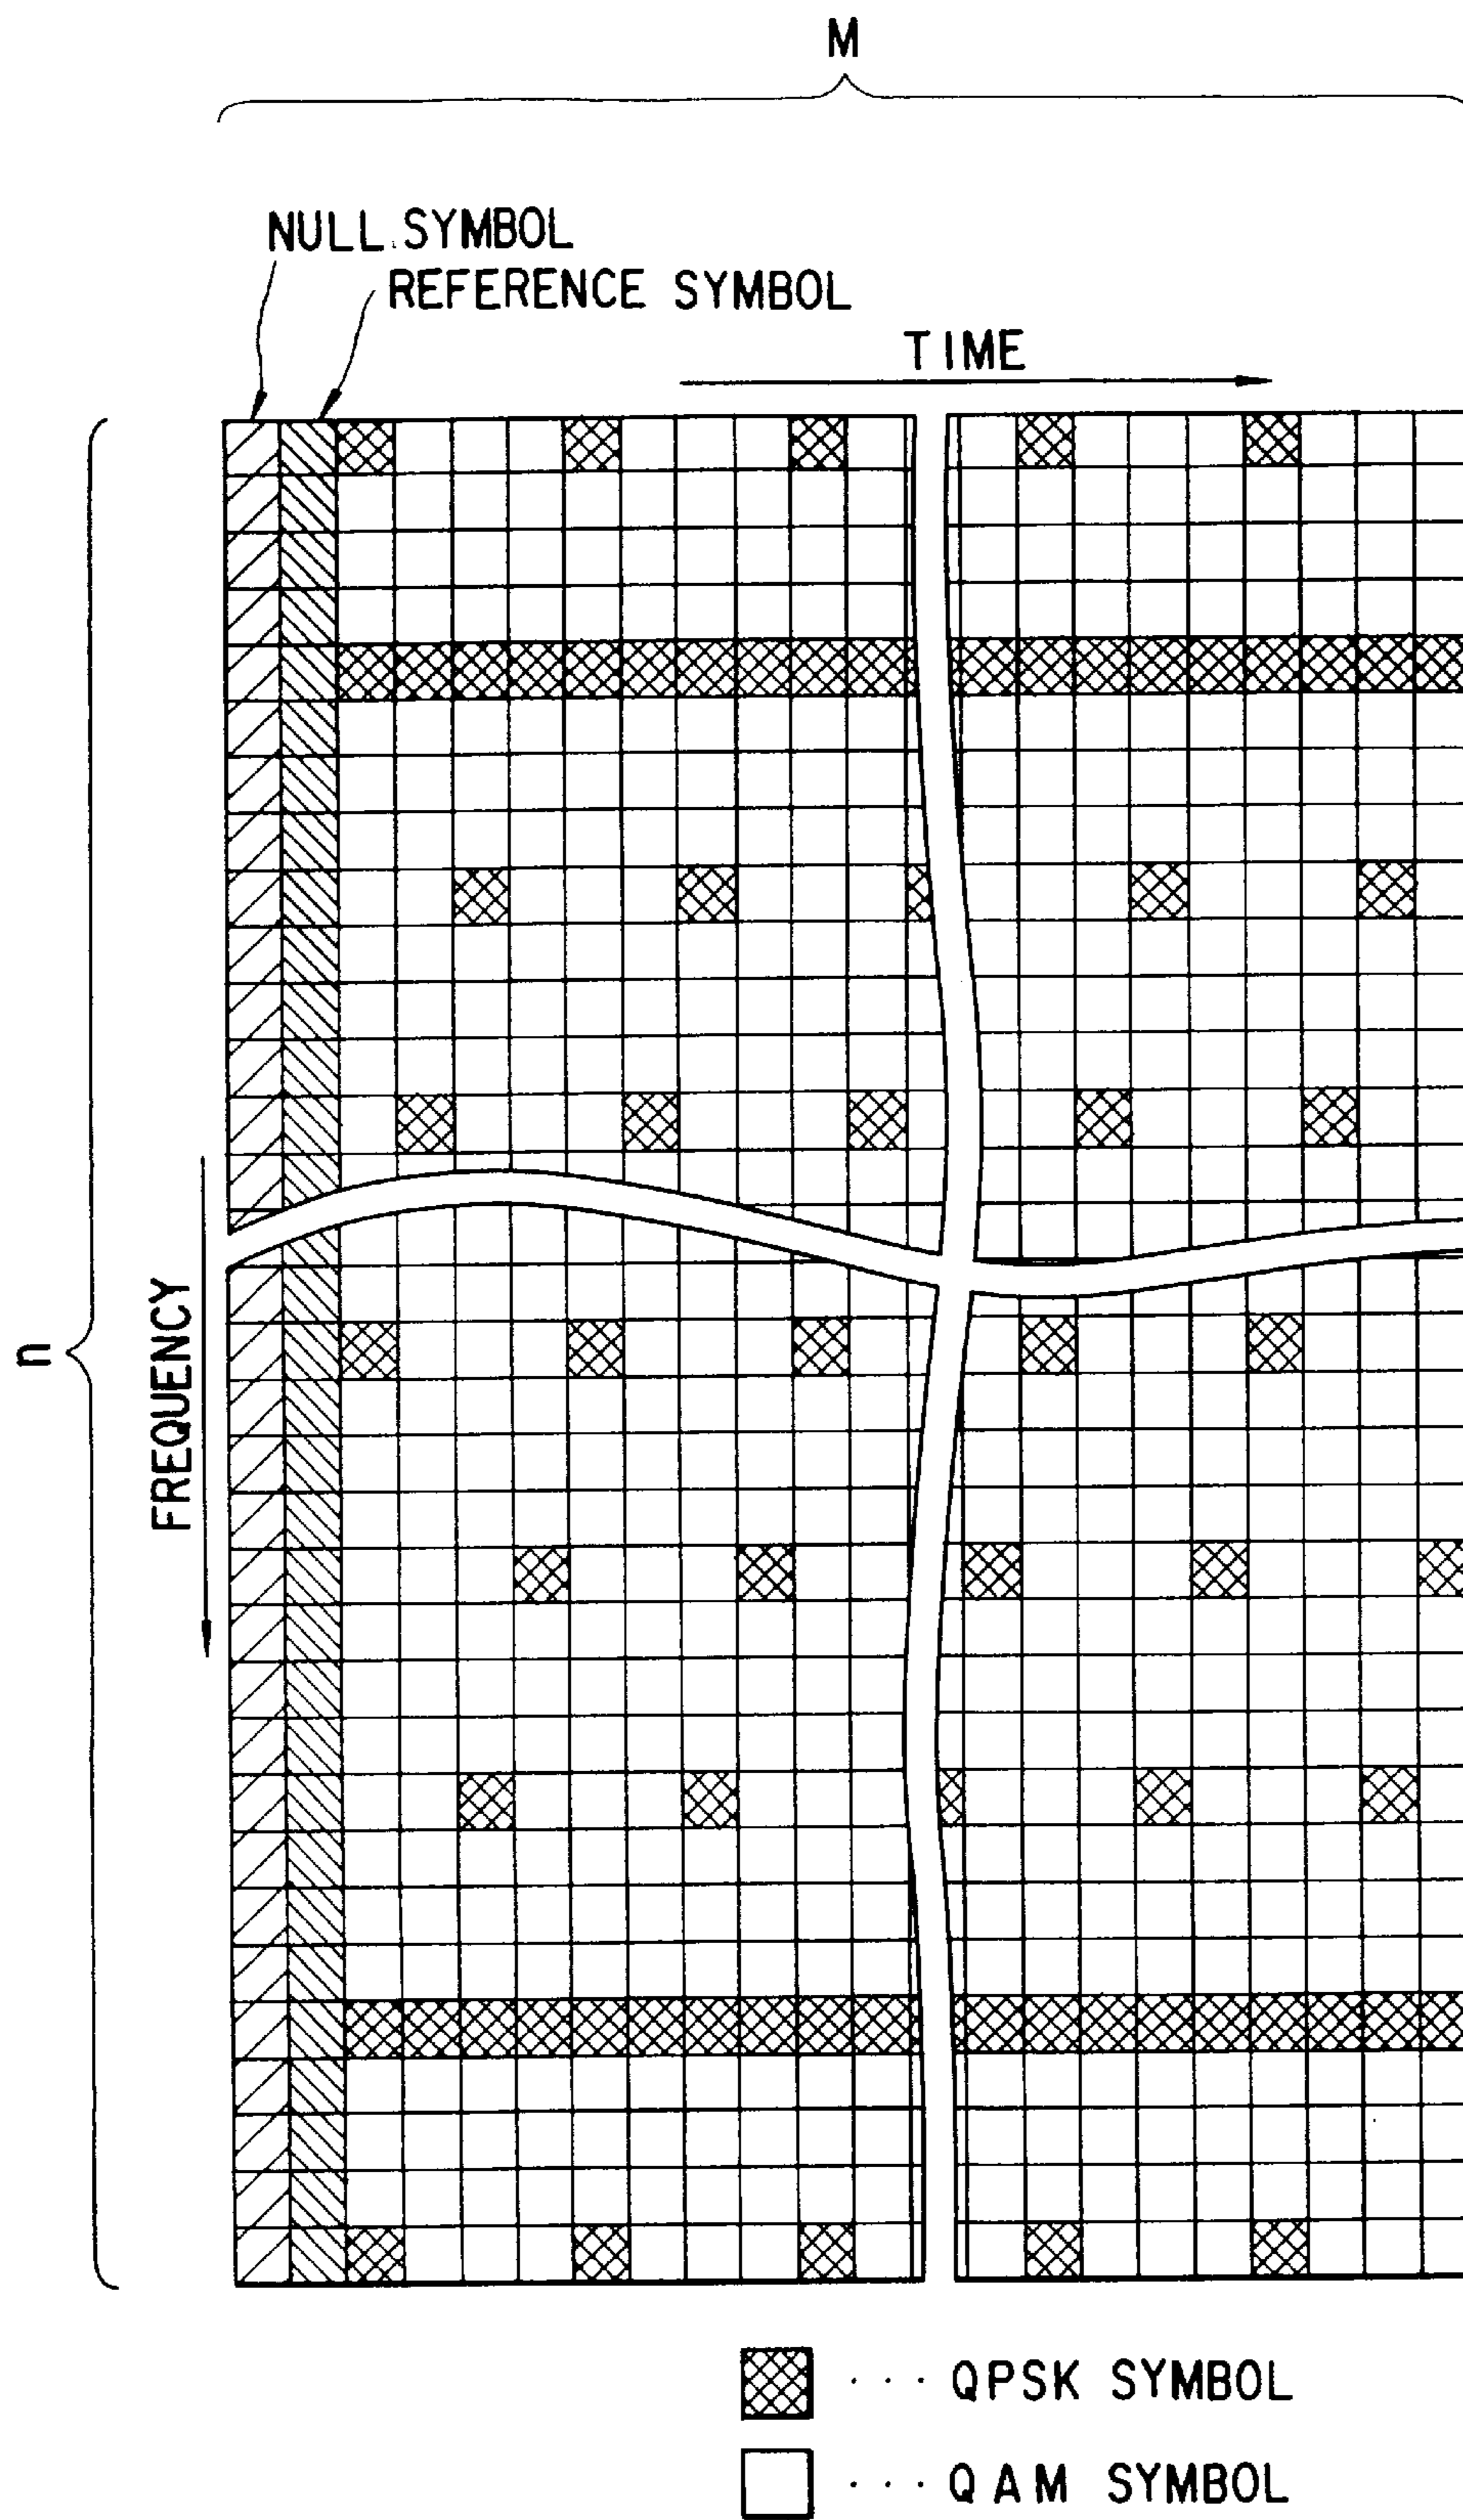 M
NULL SYMBOL
REFERENCE SYMBOL
TIME
n
FREQUENCY
··· QPSK SYMBOL
··· QAM SYMBOL